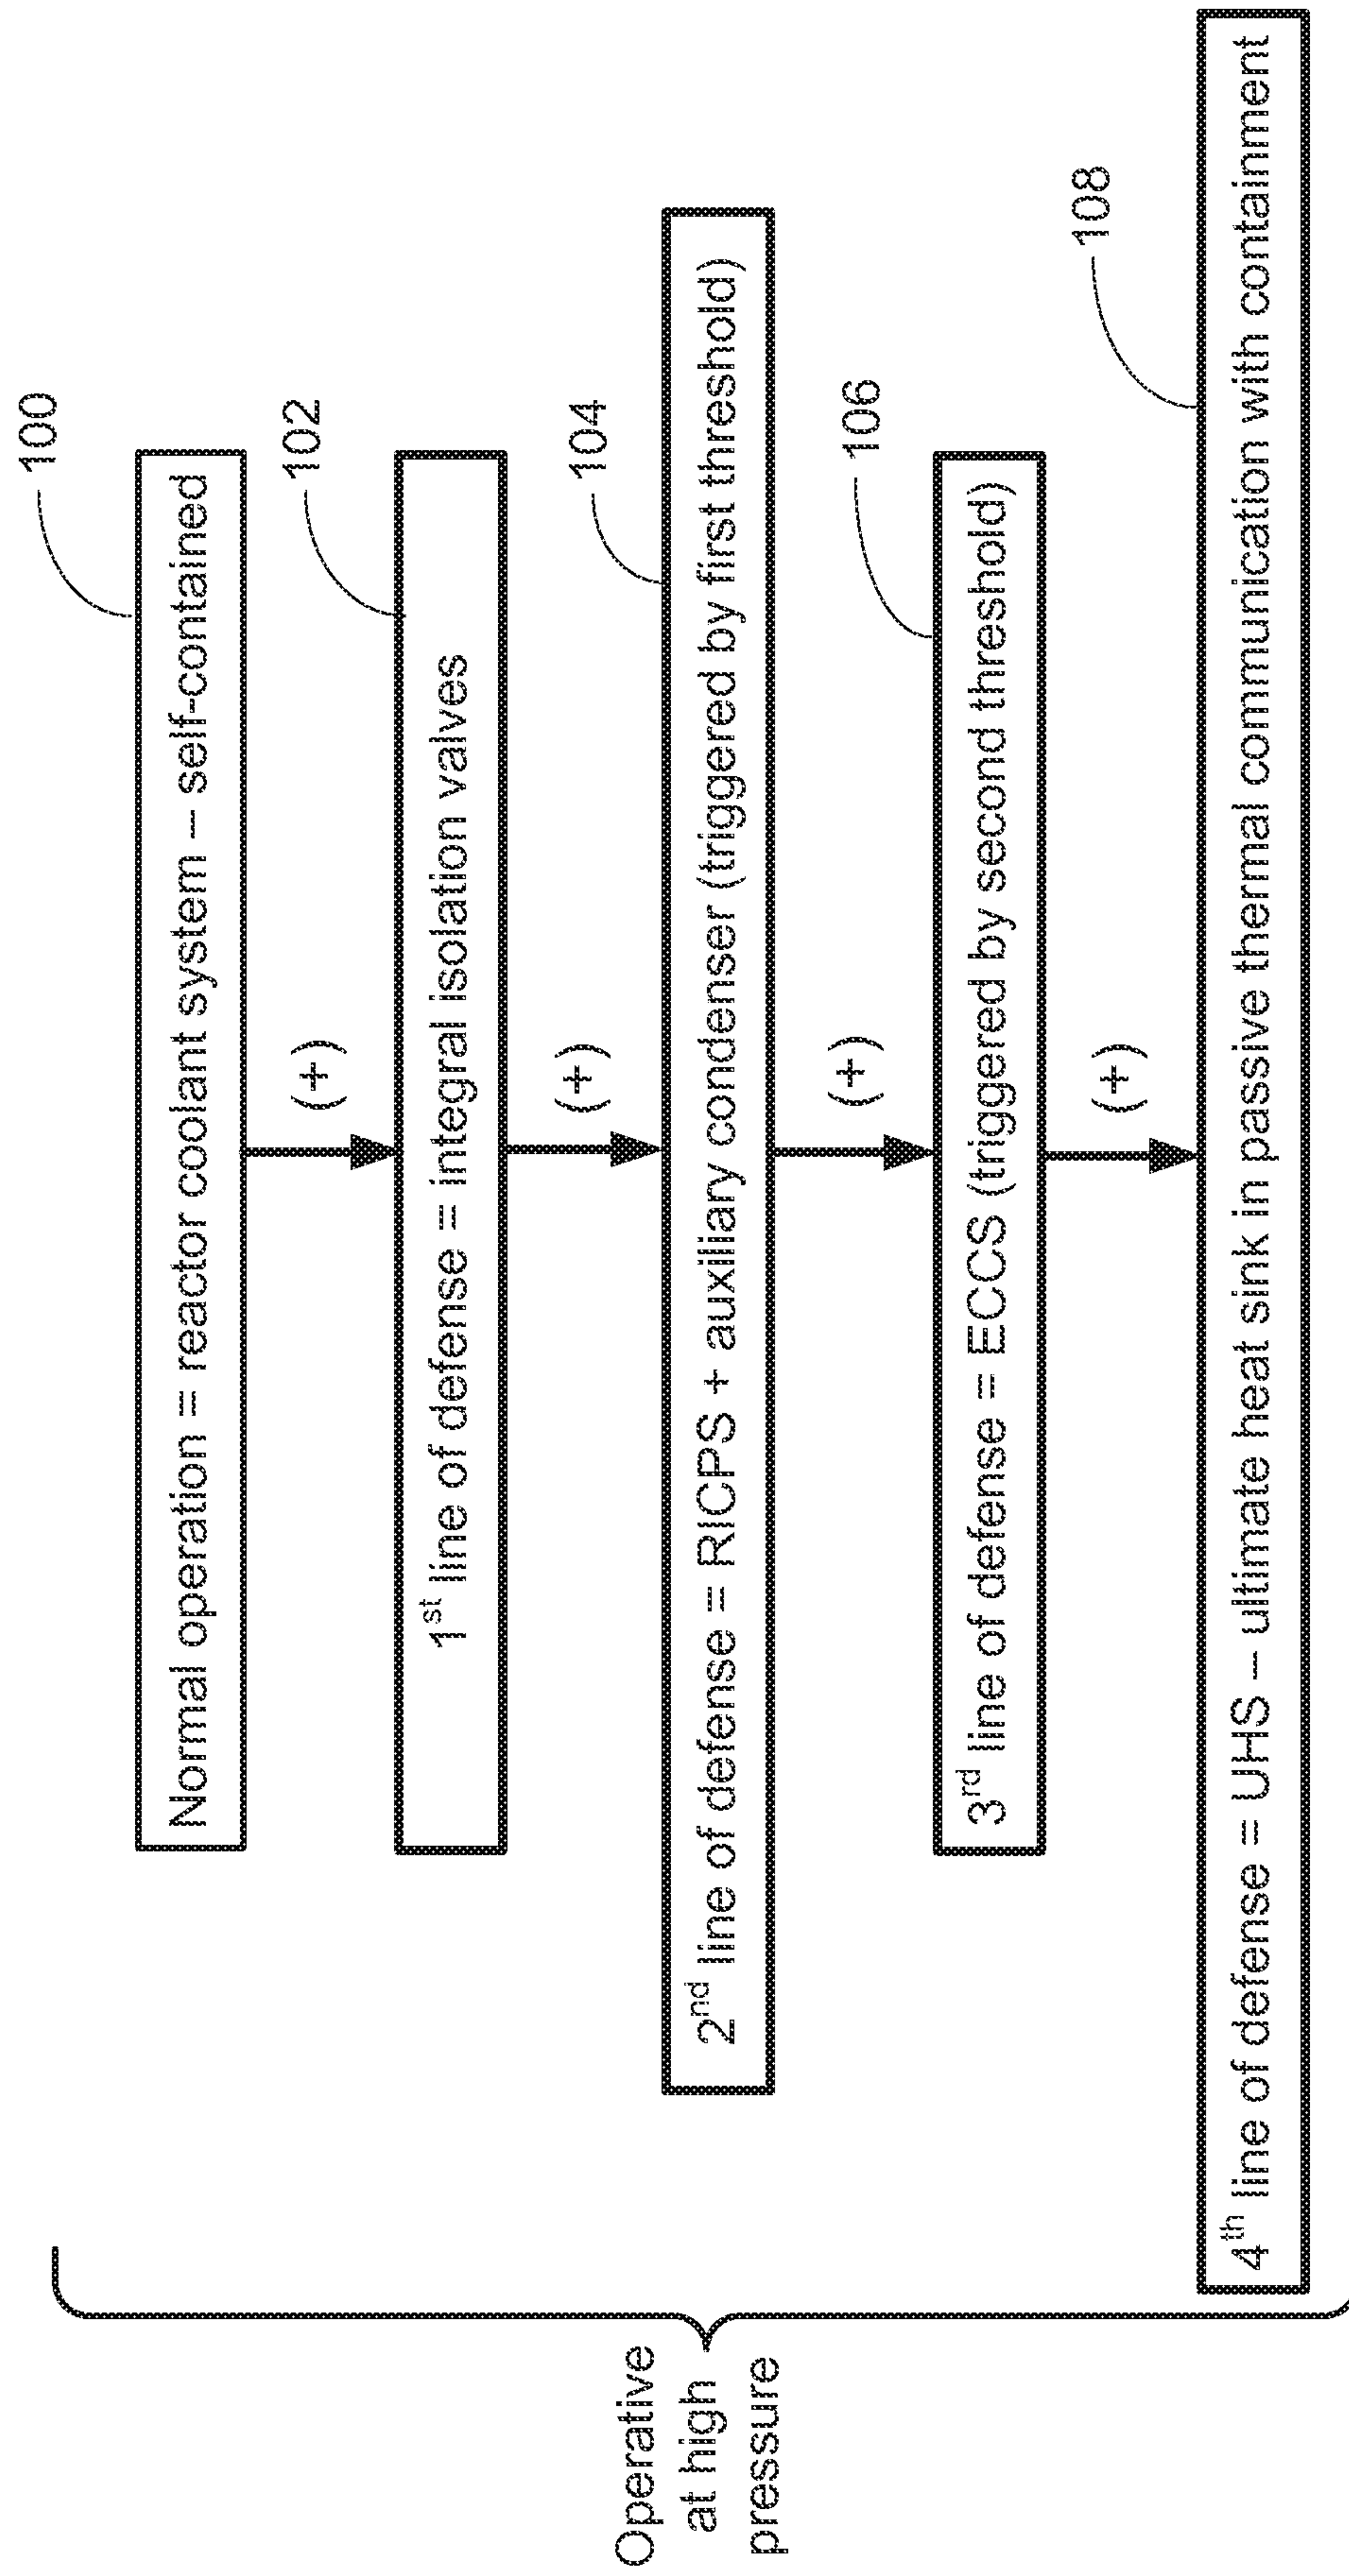 100
Normal operation = reactor coolant system – self-contained
(+)
102
1st line of defense = integral isolation valves
(+)
104
2nd line of defense = RICPS + auxiliary condenser (triggered by first threshold)
(+)
106
3rd line of defense = ECCS (triggered by second threshold)
(+)
108
4th line of defense = UHS – ultimate heat sink in passive thermal communication with containment
Operative
at high
pressure